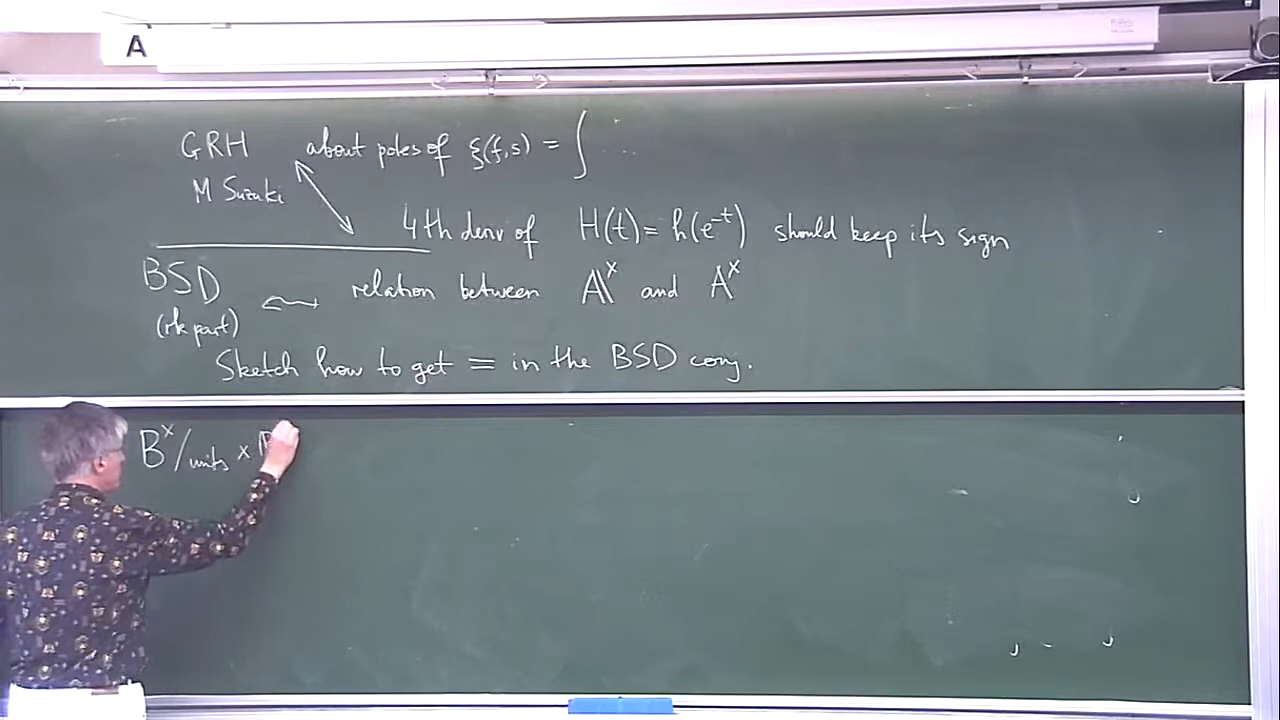 A
GRH about poles of ξ(f,s) = ∫ ...
M Suzuki
4th deriv of H(t) = h(e^{-t}) should keep its sign
BSD ⟷ relation between 𝔸^× and A^×
(rk part)
Sketch how to get = in the BSD conj.
B^×/units ×